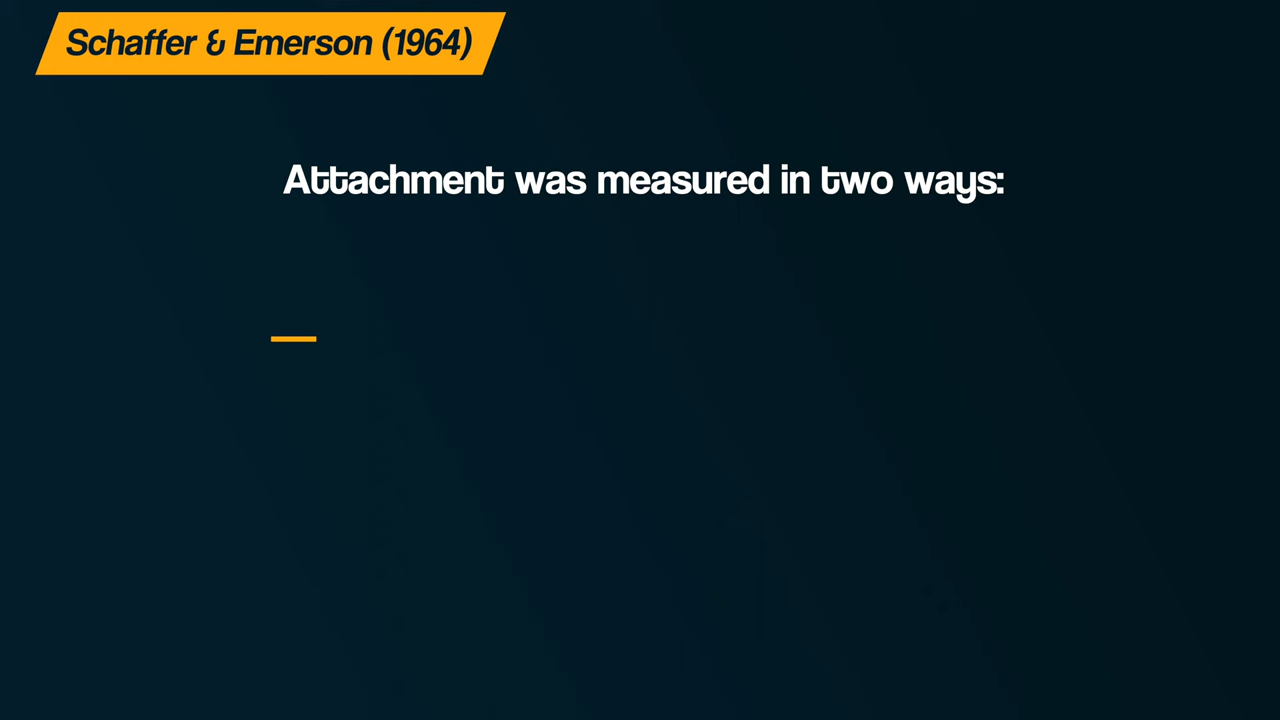 Schaffer & Emerson (1964)
Attachment was measured in two ways: